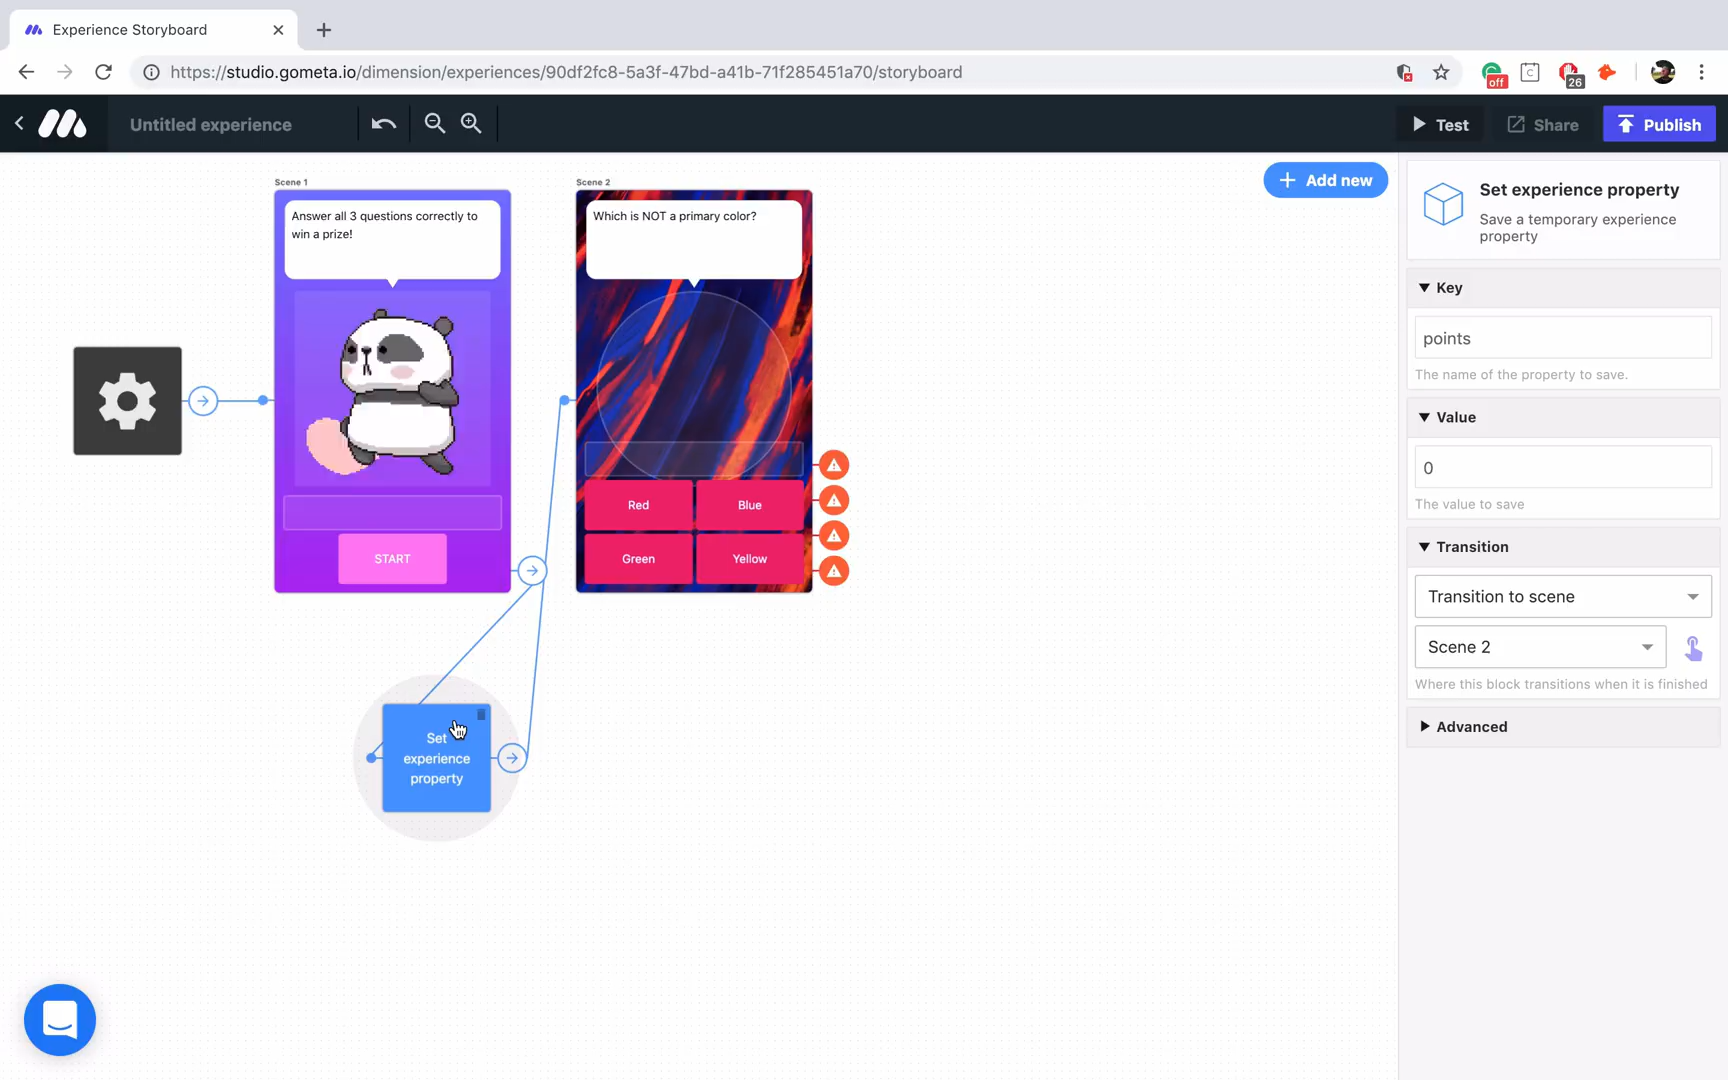 Experience Storyboard
https://studio.gometa.io/dimension/experiences/90df2fc8-5a3f-47bd-a41b-71f285451a70/storyboard
off
26
Untitled experience
Test
Share
Publish
Add new
Scene 1
Answer all 3 questions correctly to
win a prize!
START
Scene 2
Which is NOT a primary color?
Red
Blue
Green
Yellow
Set
experience
property
Set experience property
Save a temporary experience
property
Key
points
The name of the property to save.
Value
0
The value to save
Transition
Transition to scene
Scene 2
Where this block transitions when it is finished
Advanced